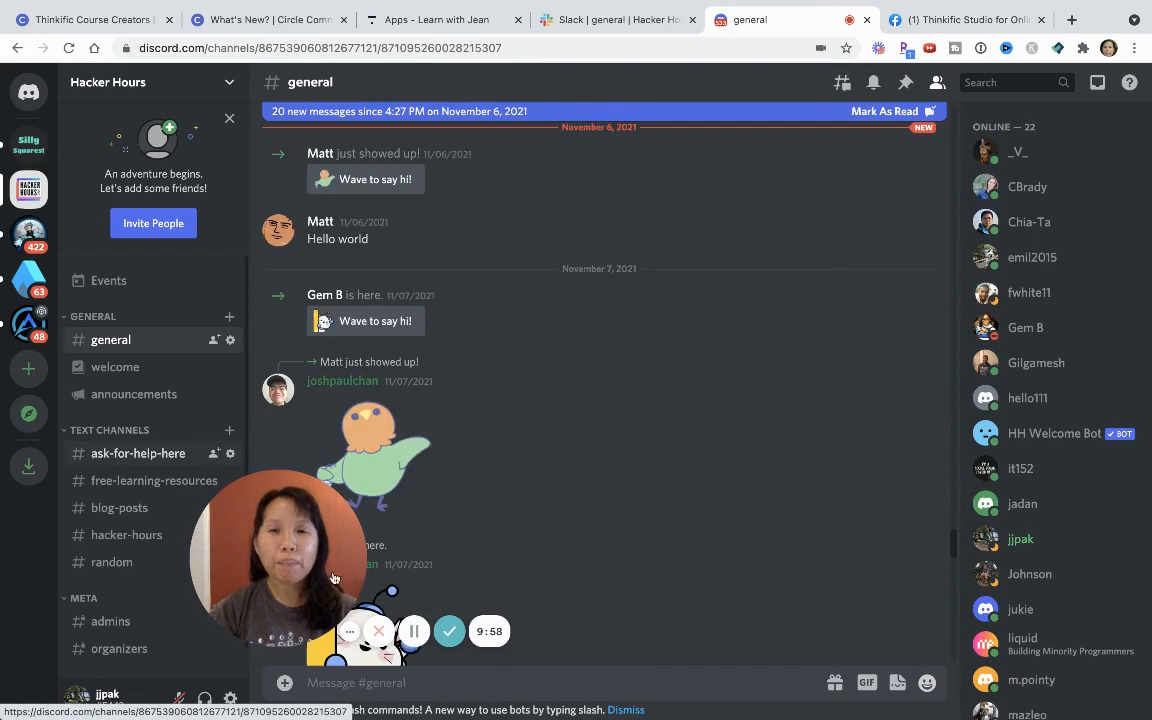 Thinkific Course Creators |
What's New? | Circle Comm
Apps – Learn with Jean
Slack | general | Hacker Ho
general
(1) Thinkific Studio for Onli
discord.com/channels/867539060812677121/871095260028215307
Hacker Hours
# general
Search
20 new messages since 4:27 PM on November 6, 2021
Mark As Read
November 6, 2021
NEW
Silly
Squares!
HACKER
HOURS
422
63
48
An adventure begins.
Let's add some friends!
Invite People
Events
GENERAL
general
welcome
announcements
TEXT CHANNELS
ask-for-help-here
free-learning-resources
blog-posts
hacker-hours
random
META
admins
organizers
jjpak
Matt just showed up! 11/06/2021
Wave to say hi!
Matt 11/06/2021
Hello world
November 7, 2021
Gem B is here. 11/07/2021
Wave to say hi!
Matt just showed up!
joshpaulchan 11/07/2021
here.
an 11/07/2021
9:58
Message #general
GIF
ash commands! A new way to use bots by typing slash. Dismiss
https://discord.com/channels/867539060812677121/871095260028215307
ONLINE — 22
_V_
CBrady
Chia-Ta
emil2015
fwhite11
Gem B
Gilgamesh
hello111
HH Welcome Bot BOT
it152
jadan
jjpak
Johnson
jukie
liquid
Building Minority Programmers
m.pointy
mazleo